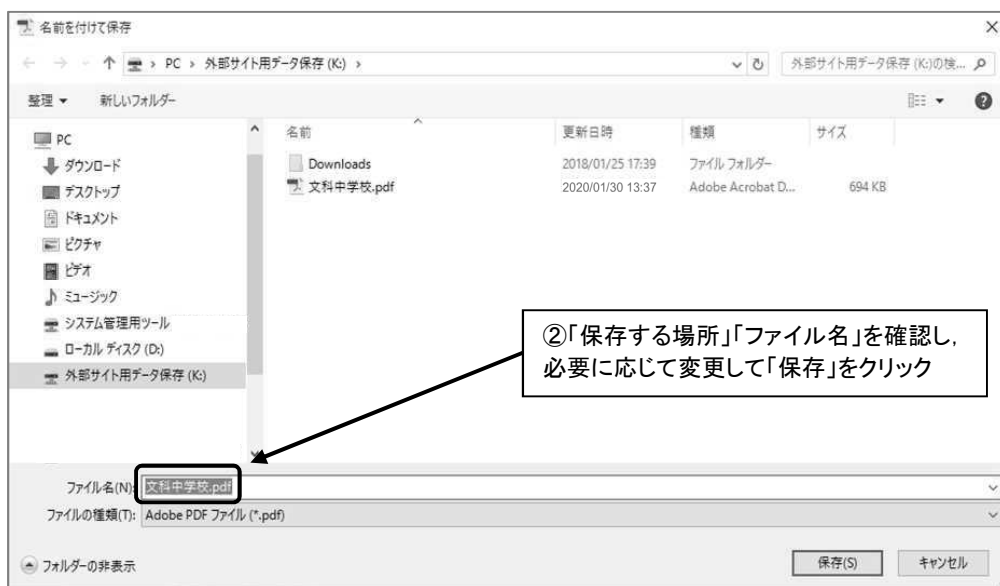 名前を付けて保存
PC › 外部サイト用データ保存 (K:) ›
外部サイト用データ保存 (K:)の検...
整理
新しいフォルダー
名前 更新日時 種類 サイズ
PC
ダウンロード
デスクトップ
ドキュメント
ピクチャ
ビデオ
ミュージック
システム管理用ツール
ローカル ディスク (D:)
外部サイト用データ保存 (K:)
Downloads 2018/01/25 17:39 ファイル フォルダー
文科中学校.pdf 2020/01/30 13:37 Adobe Acrobat D... 694 KB
②「保存する場所」「ファイル名」を確認し,
必要に応じて変更して「保存」をクリック
ファイル名(N): 文科中学校.pdf
ファイルの種類(T): Adobe PDF ファイル (*.pdf)
フォルダーの非表示
保存(S)
キャンセル